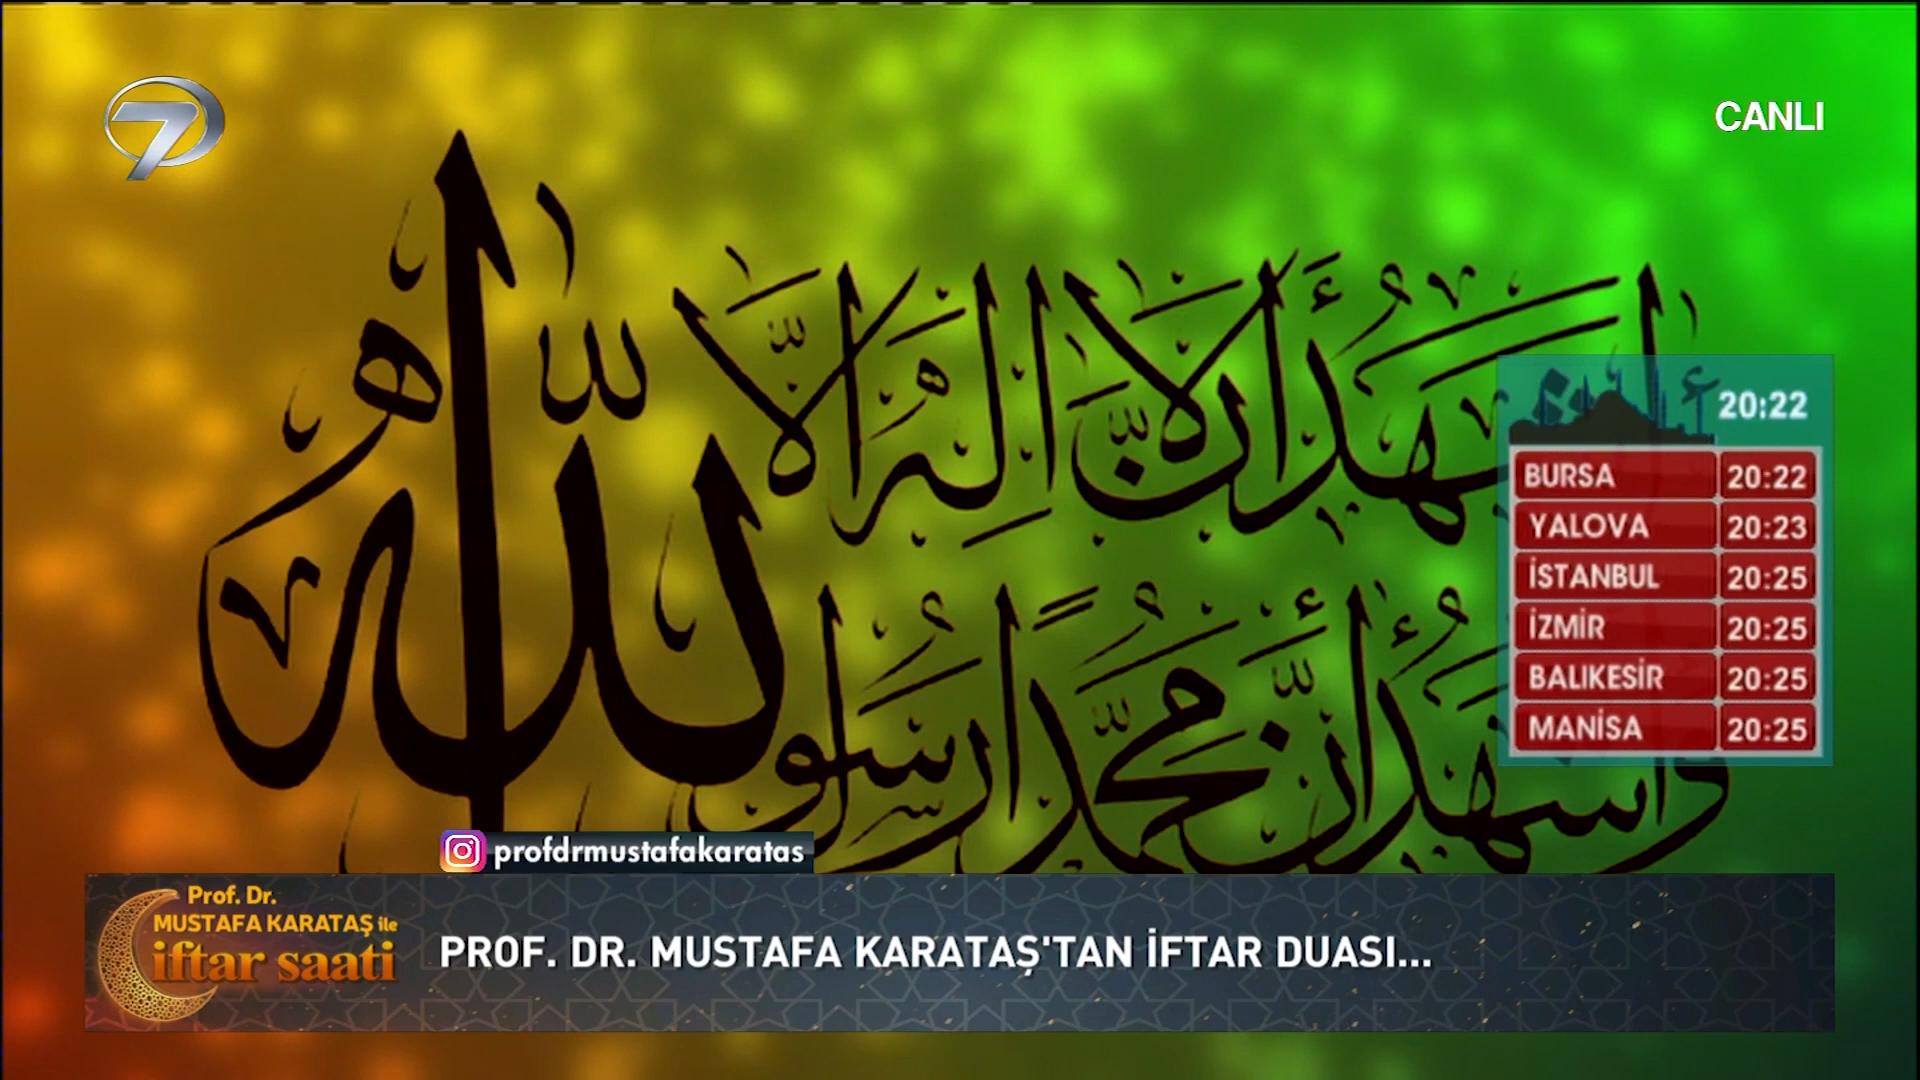 7
CANLI
أشهد أن لا إله إلا الله
وأشهد أن محمدا رسول
20:22
BURSA 20:22
YALOVA 20:23
İSTANBUL 20:25
İZMİR 20:25
BALIKESİR 20:25
MANİSA 20:25
profdrmustafakaratas
Prof. Dr.
MUSTAFA KARATAŞ ile
iftar saati
PROF. DR. MUSTAFA KARATAŞ'TAN İFTAR DUASI...